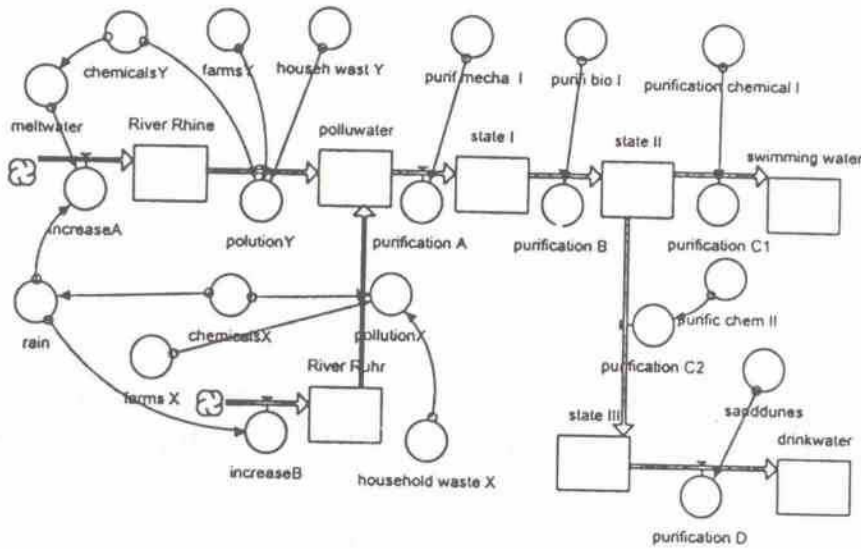 chemicalsY
farmsY
househ wast Y
purif mecha I
purifi bio I
purification chemical I
meltwater
River Rhine
polluwater
state I
state II
swimming water
increaseA
polutionY
purification A
purification B
purification C1
rain
chemicalsX
pollutionX
purific chem II
farms X
River Ruhr
purification C2
increaseB
household waste X
state III
sanddunes
drinkwater
purification D